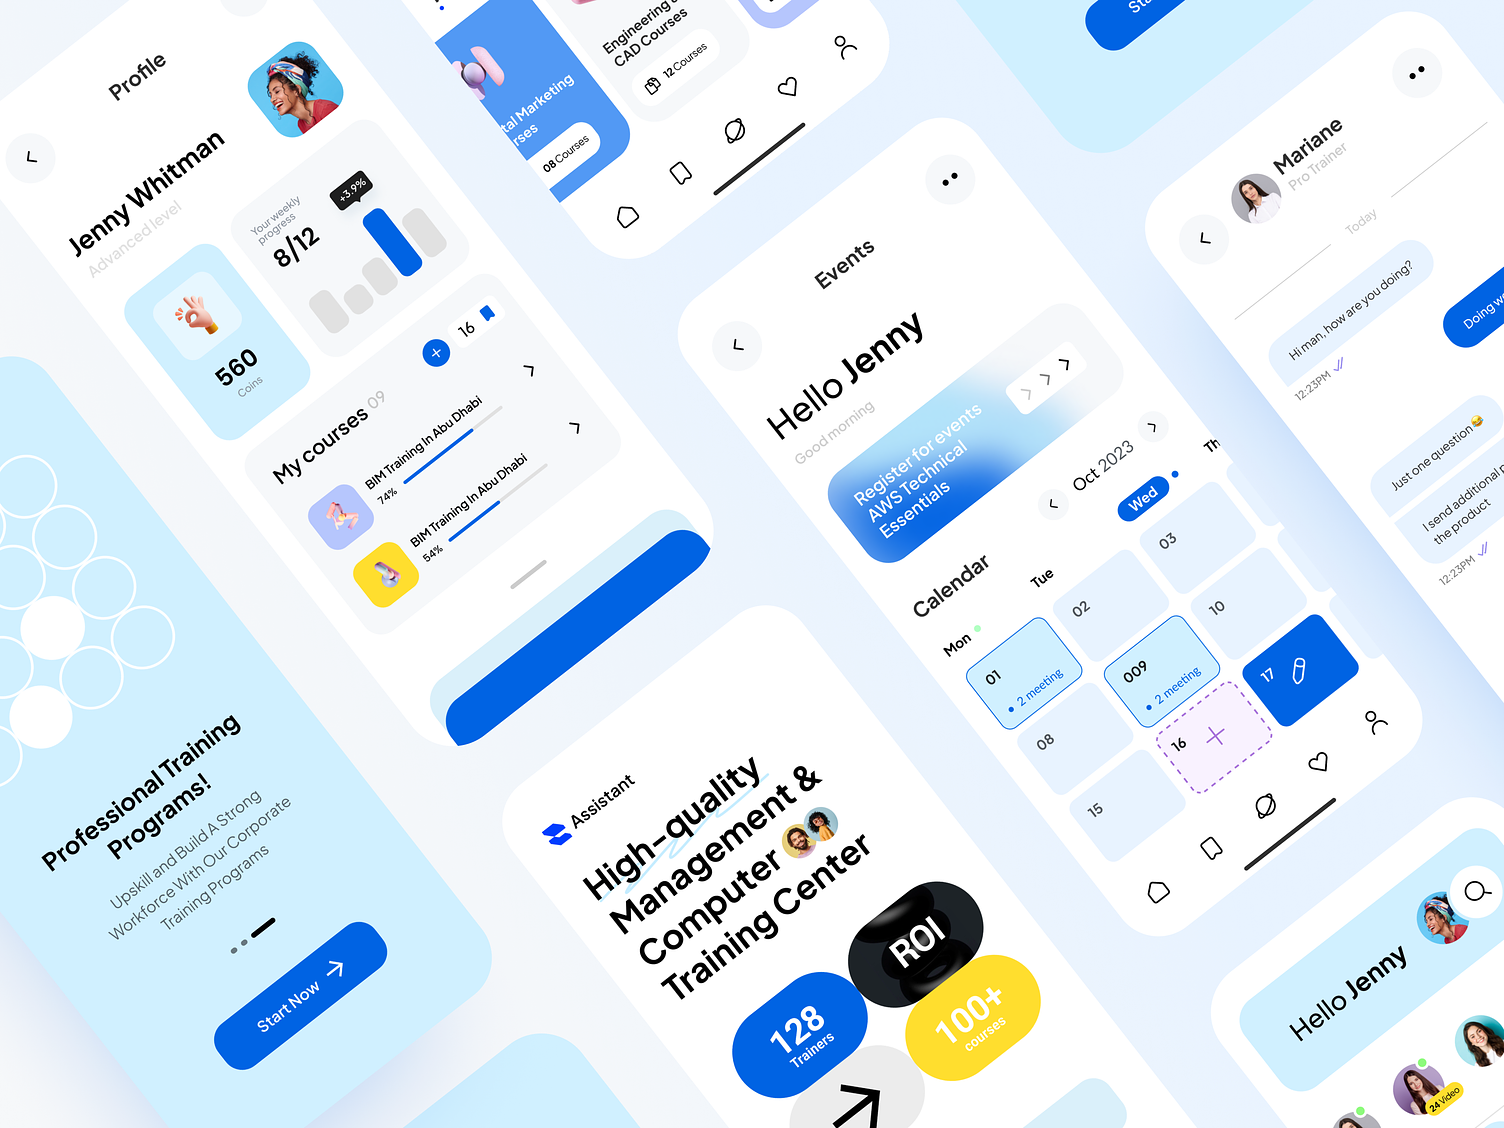 Profile
Jenny Whitman
Advanced level
560
Coins
Your weekly
progress
8/12
+3.9%
16
My courses 09
BIM Training In Abu Dhabi
74%
BIM Training In Abu Dhabi
54%
Engineering
CAD Courses
12 Courses
tal Marketing
rses
08 Courses
Professional Training
Programs!
Upskill and Build A Strong
Workforce With Our Corporate
Training Programs
Start Now
Assistant
High-quality
Management &
Computer
Training Center
ROI
128
Trainers
100+
courses
Events
Hello Jenny
Good morning
Register for events
AWS Technical
Essentials
Calendar
Oct 2023
Mon
Tue
Wed
Th
01
2 meeting
02
03
08
009
2 meeting
10
15
16
17
Sta
Mariane
Pro Trainer
Today
Hi man, how are you doing?
12:23PM
Doing we
Just one question😂
I send additional p
the product
12:23PM
Hello Jenny
24 Video